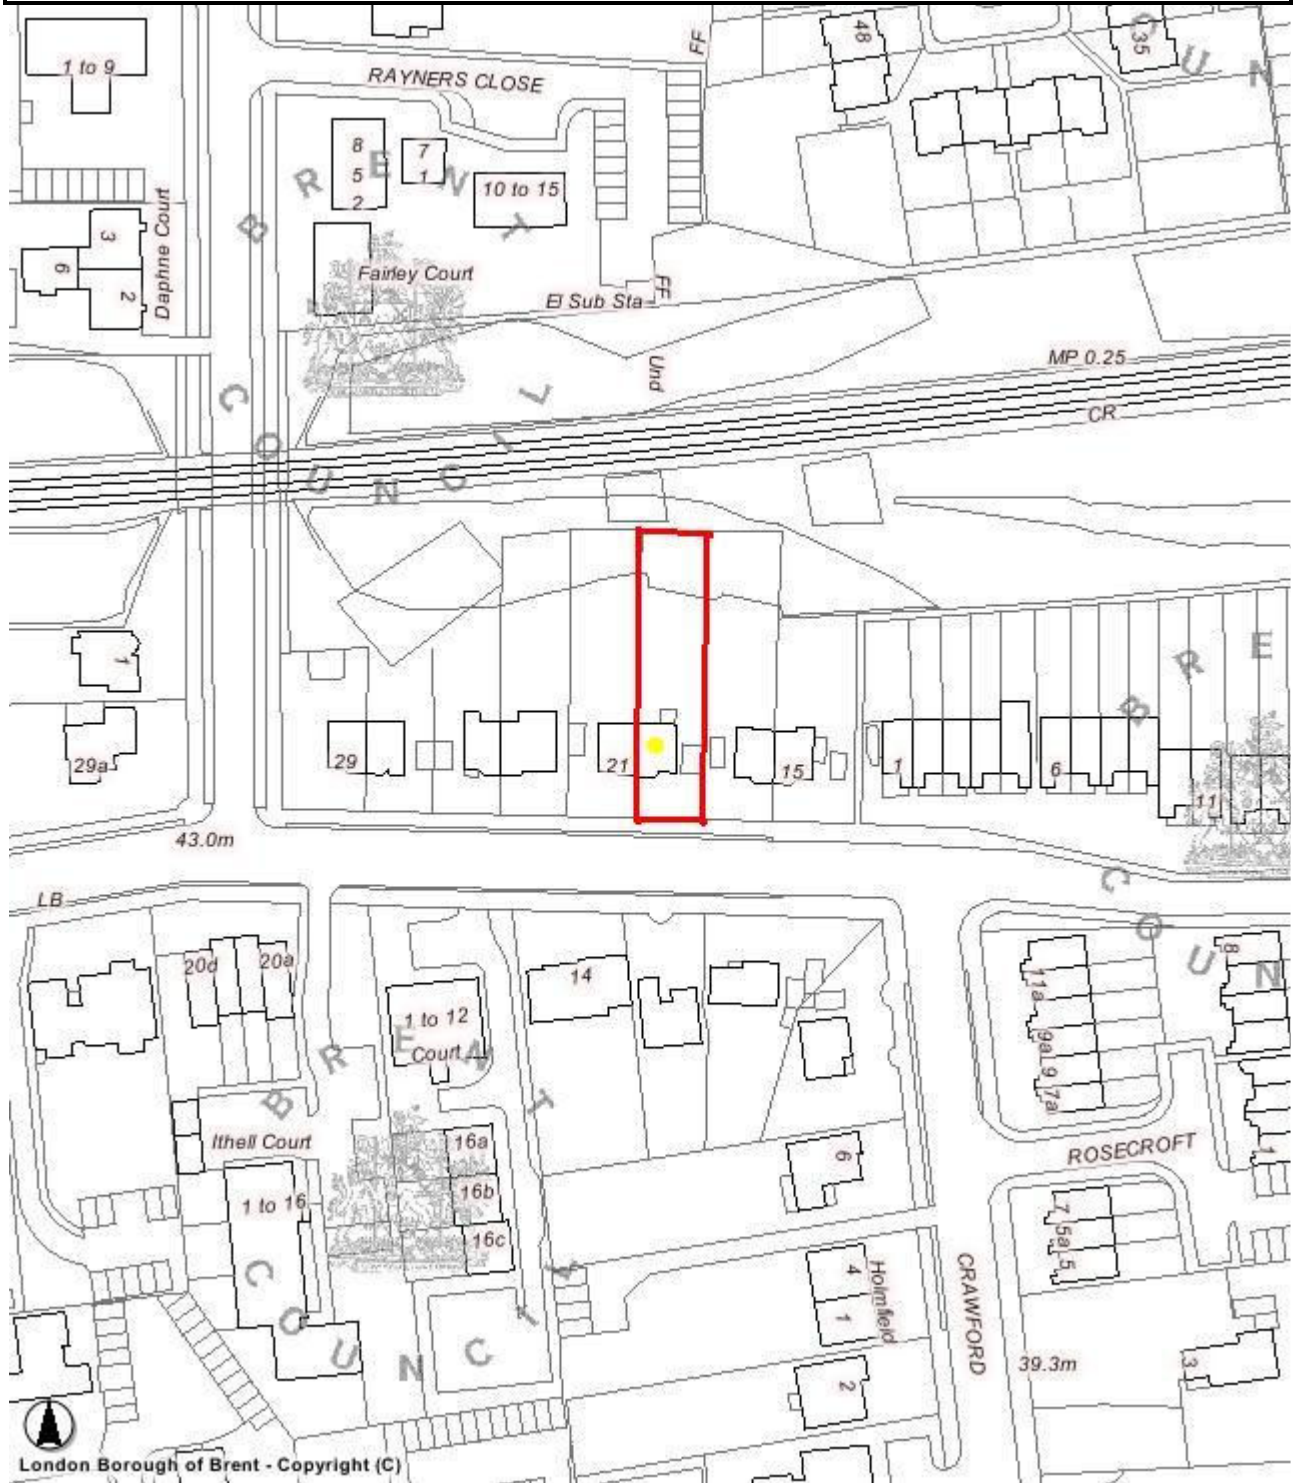 1 to 9
RAYNERS CLOSE
FF
48
35
8
5
2
7
1
10 to 15
3
6
2
Daphne Court
Fairley Court
El Sub Sta
FF
Und
MP 0.25
CR
BRENT COUNCIL
1
29a
29
21
15
1
6
11
43.0m
LB
20d
20a
1 to 12
Court
14
11a
9a
9
7a
8
1
Ithell Court
16a
16b
16c
1 to 16
6
ROSECROFT
7
5a
5
4
1
Holmfield
CRAWFORD
2
39.3m
3
BRENT COUNCIL
London Borough of Brent - Copyright (C)